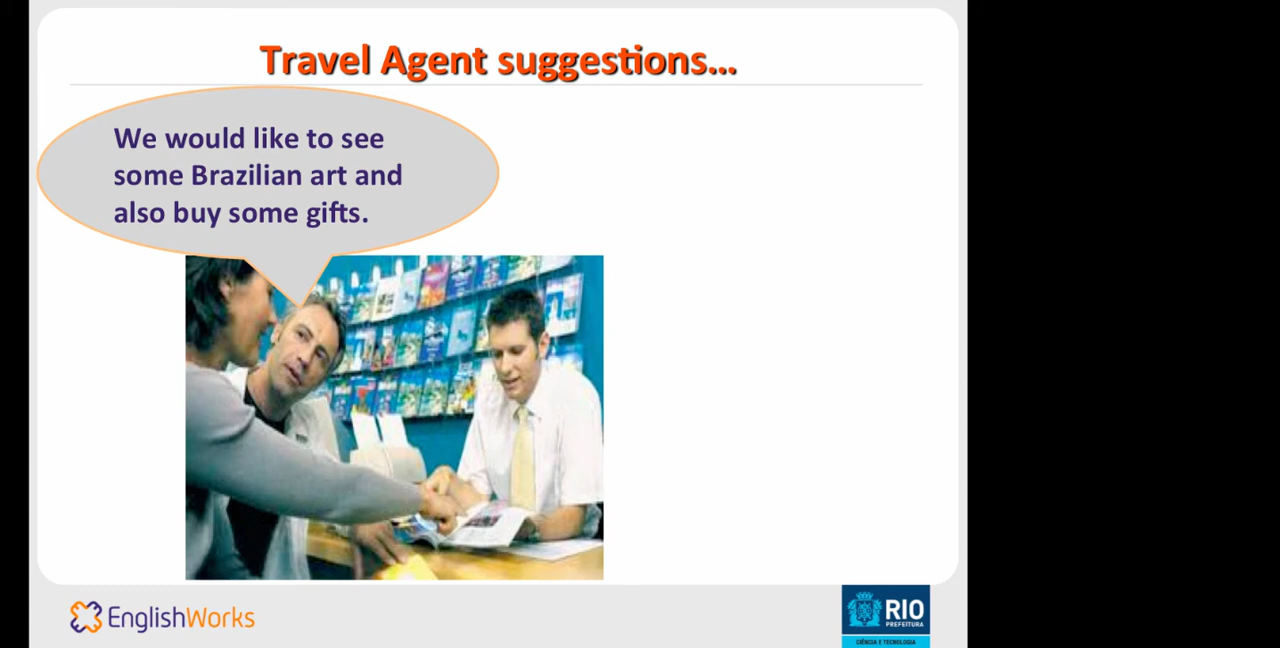 Travel Agent suggestions...
We would like to see
some Brazilian art and
also buy some gifts.
EnglishWorks
RIO
PREFEITURA
CIÊNCIA E TECNOLOGIA